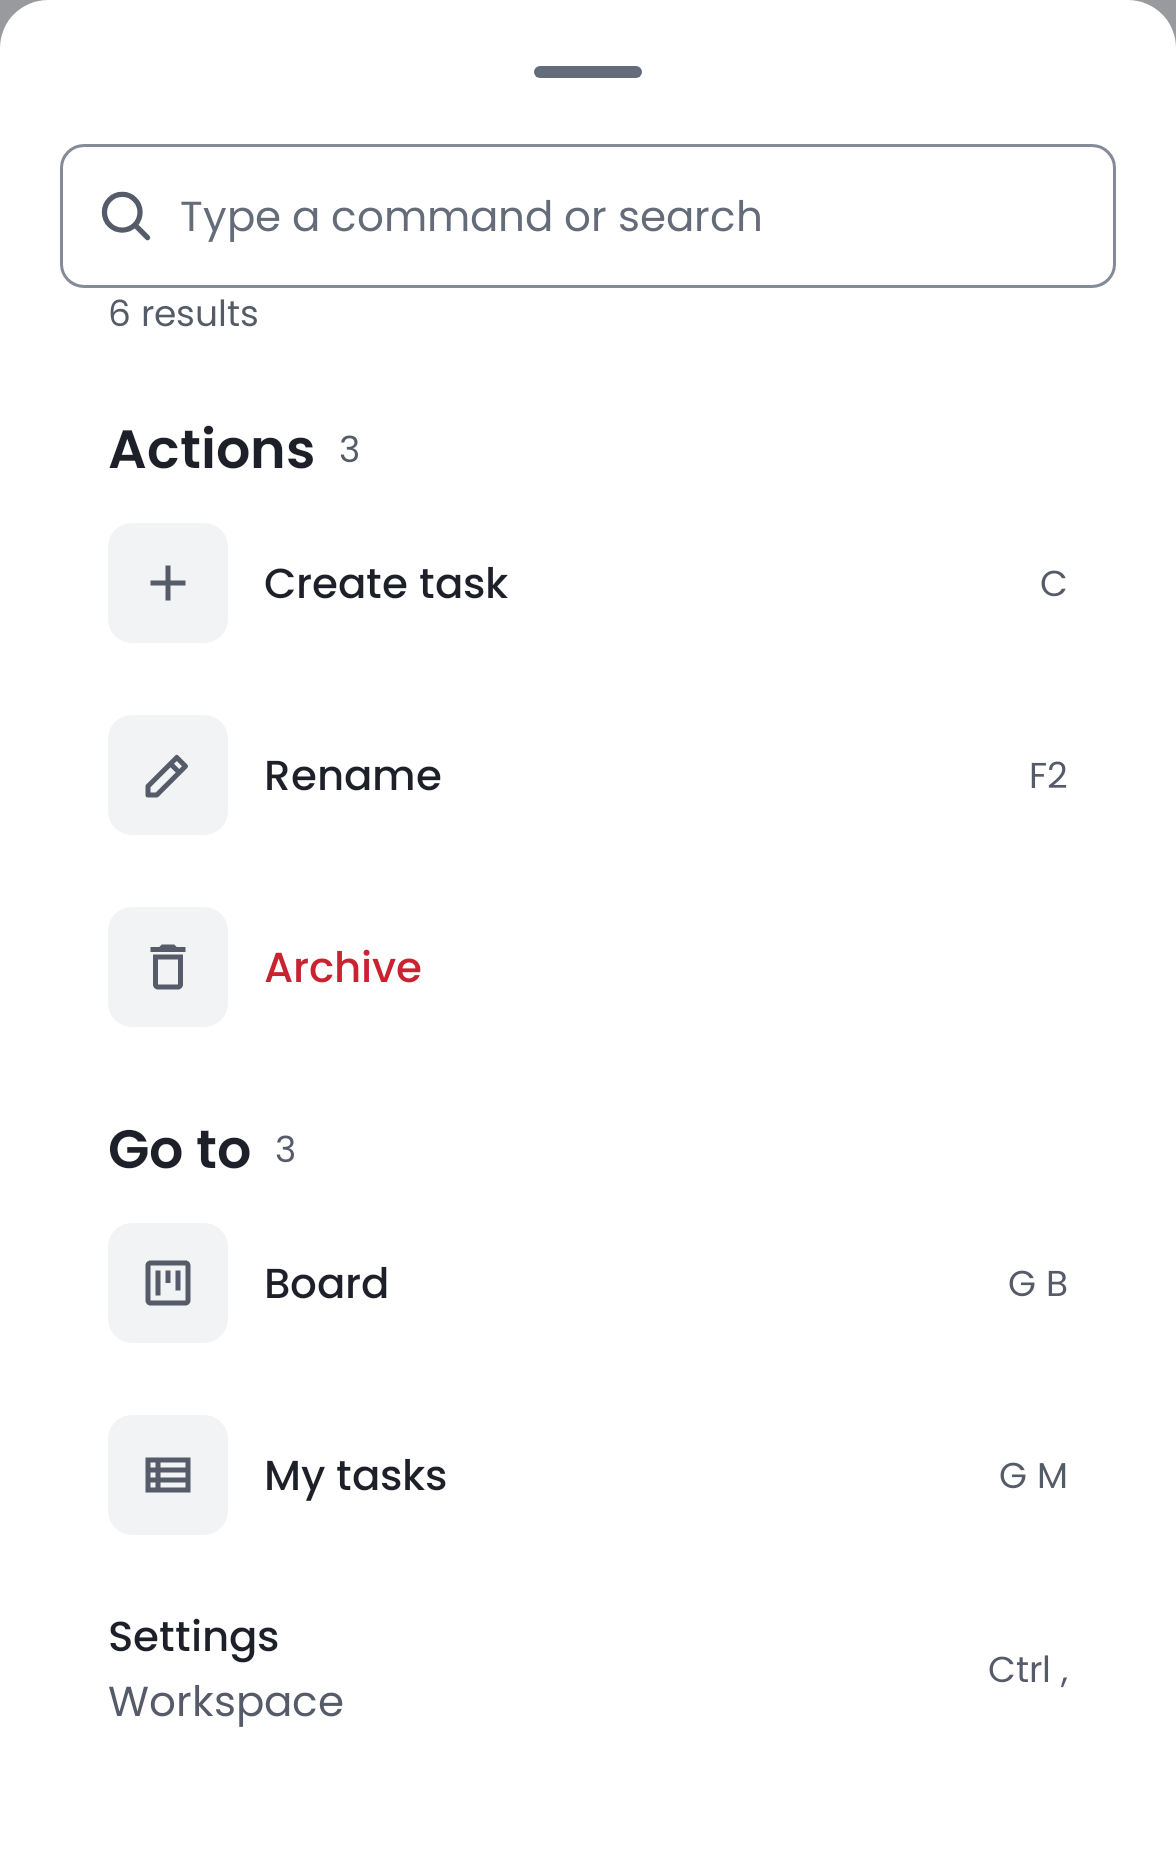 Type a command or search
6 results
Actions 3
Create task C
Rename F2
Archive
Go to 3
Board G B
My tasks G M
Settings
Workspace
Ctrl ,